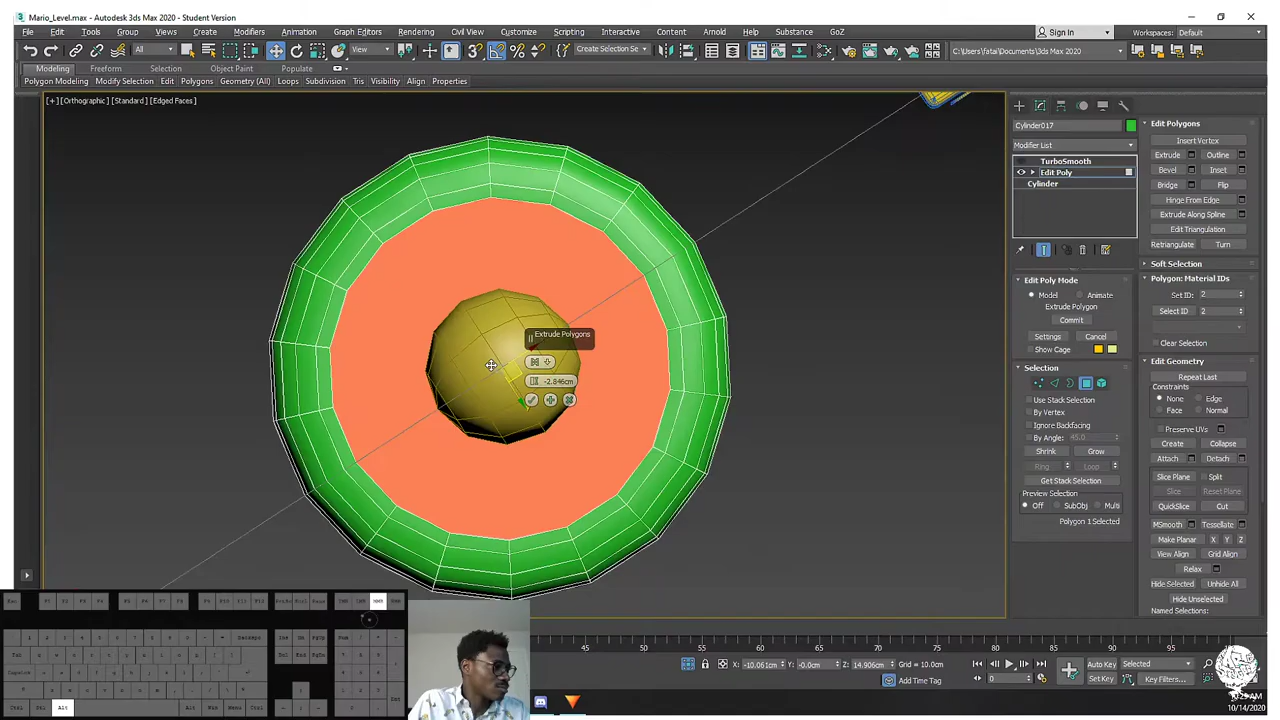 Mario_Level.max - Autodesk 3ds Max 2020 - Student Version
File Edit Tools Group Views Create Modifiers Animation Graph Editors Rendering Civil View Customize Scripting Interactive Content Arnold Help Substance GoZ
Sign In
Workspaces: Default
All
View
Create Selection Se
C:\Users\fatai\Documents\3ds Max 2020
Modeling Freeform Selection Object Paint Populate
Polygon Modeling Modify Selection Edit Polygons Geometry (All) Loops Subdivision Tris Visibility Align Properties
[+] [Orthographic] [Standard] [Edged Faces]
Extrude Polygons
-2.846cm
Cylinder017
Modifier List
TurboSmooth
Edit Poly
Cylinder
Edit Poly Mode
Model Animate
Extrude Polygon
Commit
Settings Cancel
Show Cage
Selection
Use Stack Selection
By Vertex
Ignore Backfacing
By Angle: 45.0
Shrink Grow
Ring Loop
Get Stack Selection
Preview Selection
Off SubObj Multi
Polygon 1 Selected
Edit Polygons
Insert Vertex
Extrude Outline
Bevel Inset
Bridge Flip
Hinge From Edge
Extrude Along Spline
Edit Triangulation
Retriangulate Turn
Soft Selection
Polygon: Material IDs
Set ID: 2
Select ID 2
Clear Selection
Edit Geometry
Repeat Last
Constraints
None Edge
Face Normal
Preserve UVs
Create Collapse
Attach Detach
Slice Plane Split
Slice Reset Plane
QuickSlice Cut
MSmooth Tessellate
Make Planar X Y Z
View Align Grid Align
Relax
Hide Selected Unhide All
Hide Unselected
Named Selections:
45 50 55 60 65 70 75 80 85 90 95
X: -10.061cm Y: -0.0cm Z: 14.906cm Grid = 10.0cm
Add Time Tag
0
Auto Key Selected
Set Key Key Filters...
10/14/2020